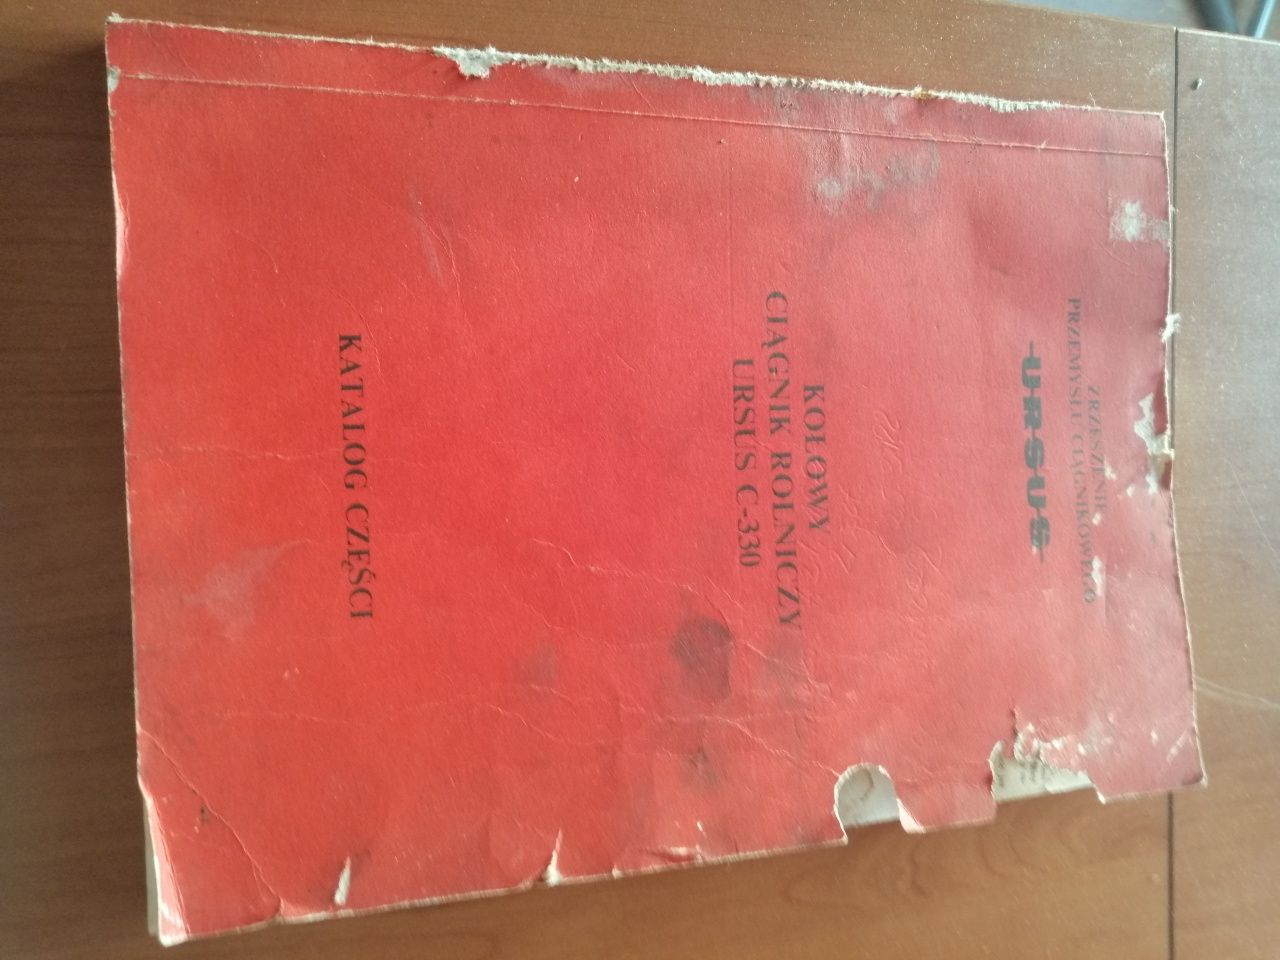 ZRZESZENIE
PRZEMYSŁU CIĄGNIKOWEGO
URSUS
KOŁOWY
CIĄGNIK ROLNICZY
URSUS C-330
KATALOG CZĘŚCI